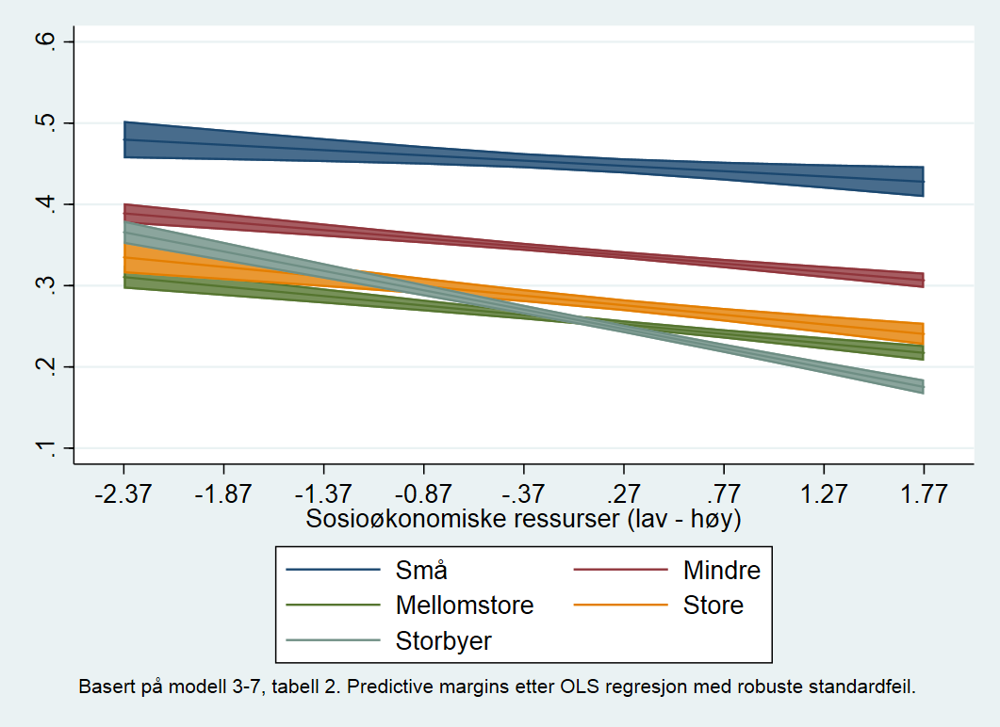 .6
.5
.4
.3
.2
.1
-2.37 -1.87 -1.37 -0.87 -.37 .27 .77 1.27 1.77
Sosioøkonomiske ressurser (lav - høy)
Små Mindre
Mellomstore Store
Storbyer
Basert på modell 3-7, tabell 2. Predictive margins etter OLS regresjon med robuste standardfeil.